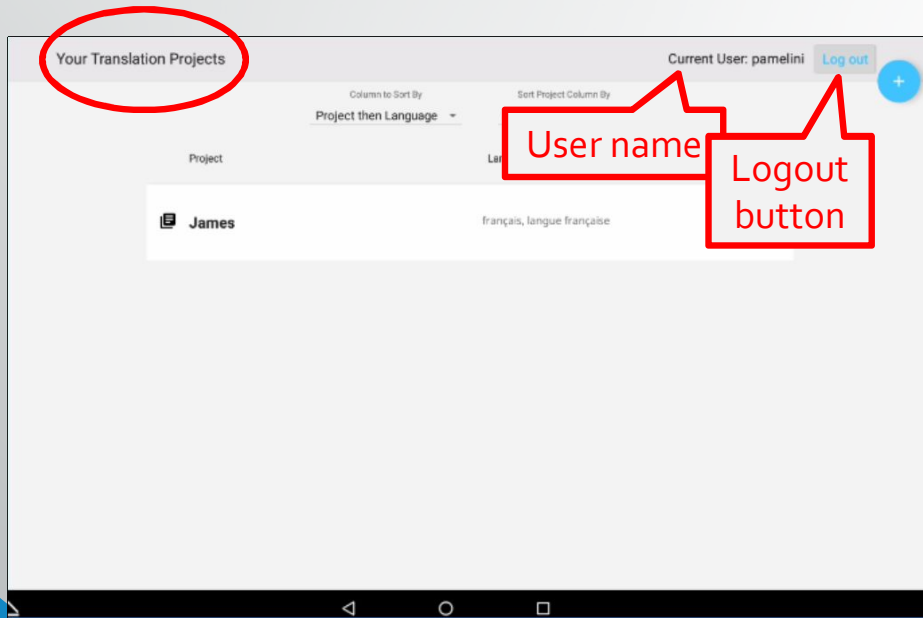 Your Translation Projects
Current User: pamelini
Log out
+
Column to Sort By
Sort Project Column By
Project then Language
User name
Logout
button
Project
James
français, langue française